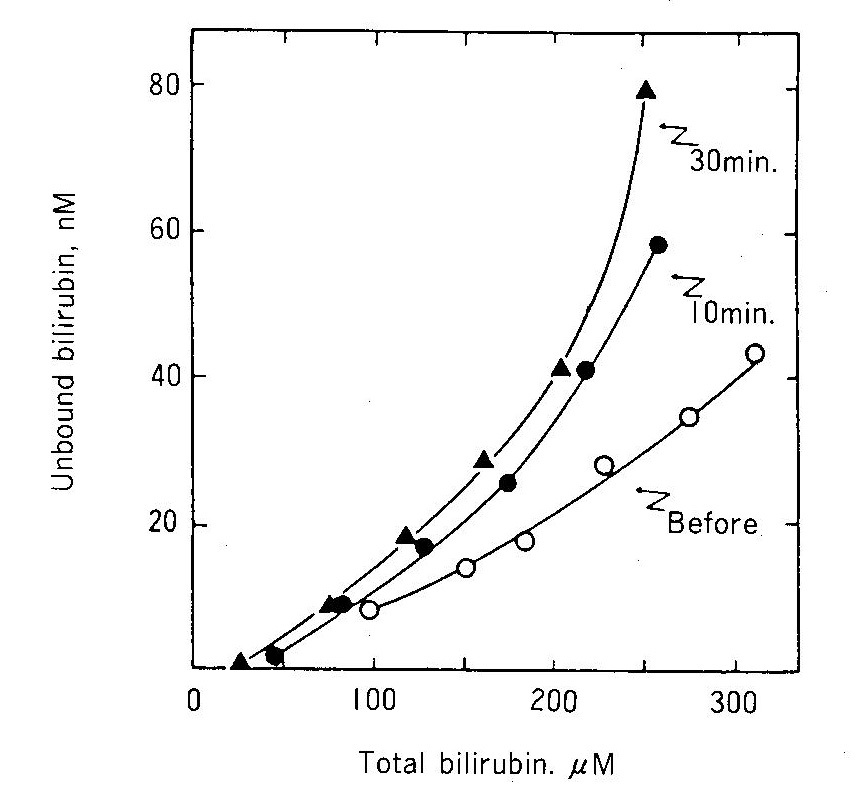 80
60
40
20
0
100
200
300
Unbound bilirubin, nM
Total bilirubin. μM
30min.
10min.
Before